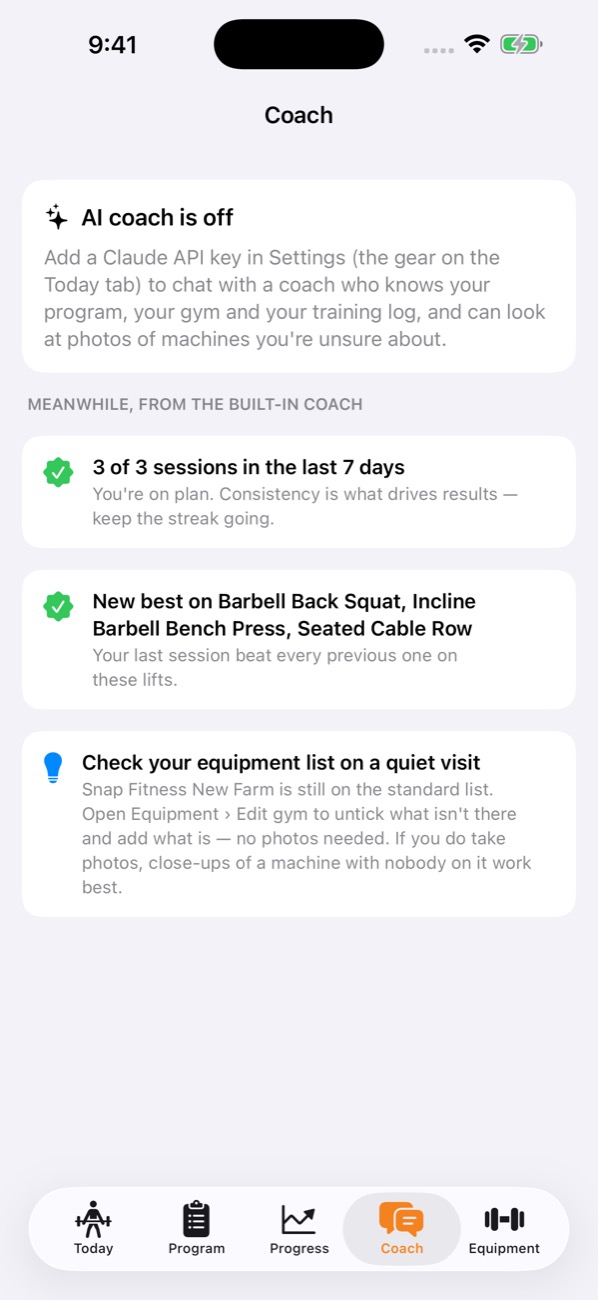 9:41
Coach
AI coach is off
Add a Claude API key in Settings (the gear on the
Today tab) to chat with a coach who knows your
program, your gym and your training log, and can look
at photos of machines you're unsure about.
MEANWHILE, FROM THE BUILT-IN COACH
3 of 3 sessions in the last 7 days
You're on plan. Consistency is what drives results —
keep the streak going.
New best on Barbell Back Squat, Incline
Barbell Bench Press, Seated Cable Row
Your last session beat every previous one on
these lifts.
Check your equipment list on a quiet visit
Snap Fitness New Farm is still on the standard list.
Open Equipment › Edit gym to untick what isn't there
and add what is — no photos needed. If you do take
photos, close-ups of a machine with nobody on it work
best.
Today
Program
Progress
Coach
Equipment